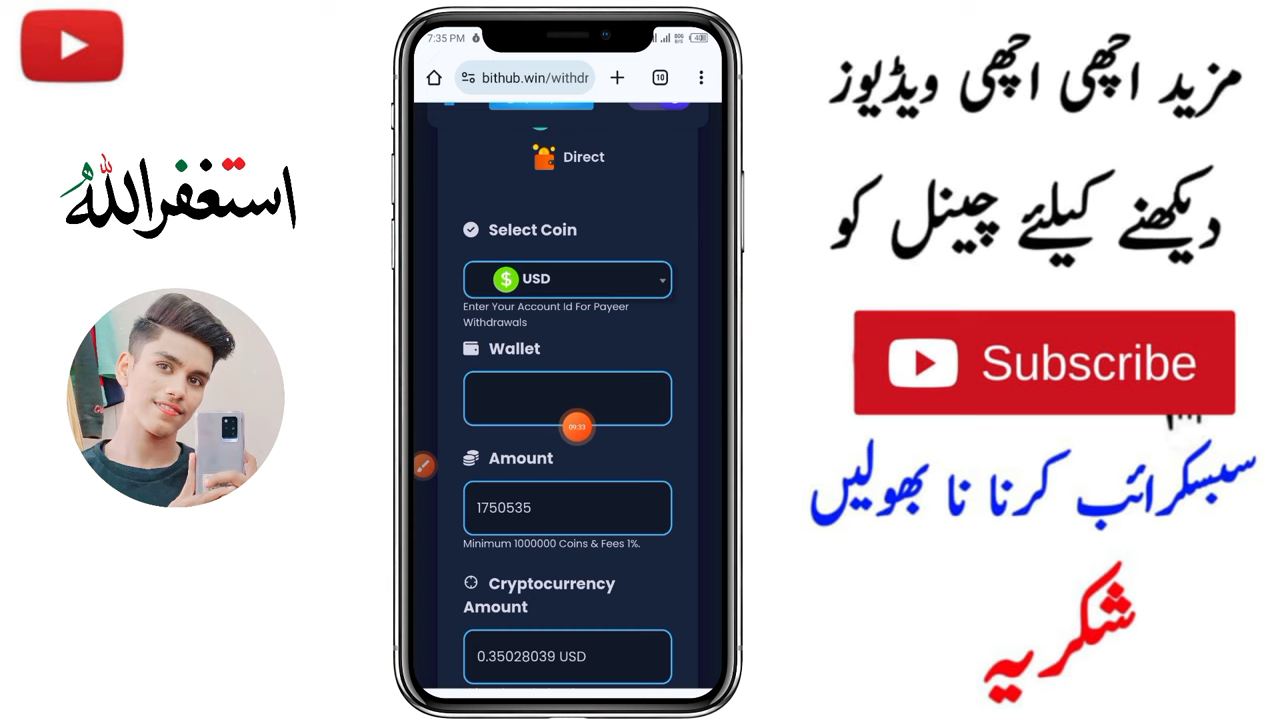 استغفراللہ
7:35 PM
bithub.win/withdr
10
Direct
Select Coin
USD
Enter Your Account Id For Payeer
Withdrawals
Wallet
09:33
Amount
1750535
Minimum 1000000 Coins & Fees 1%.
Cryptocurrency
Amount
0.35028039 USD
مزید اچھی اچھی ویڈیوز
دیکھنے کیلئے چینل کو
Subscribe
سبسکرائب کرنا نا بھولیں
شکریہ